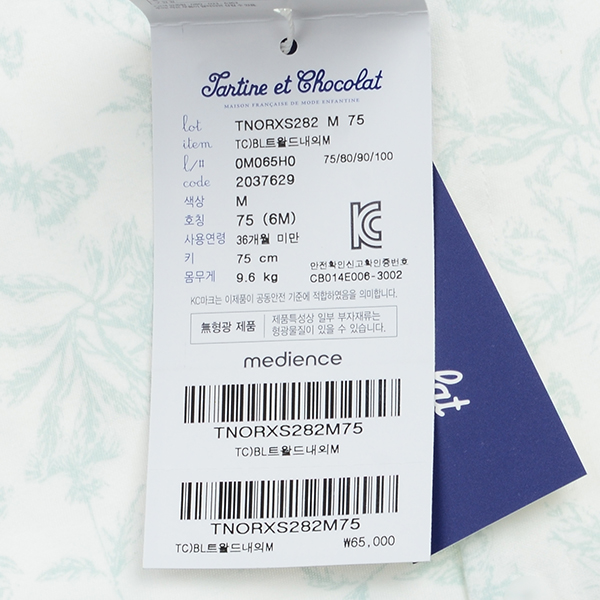 Tartine et Chocolat
MAISON FRANÇAISE DE MODE ENFANTINE
lot TNORXS282 M 75
item TC)BL트왈드내의M
l/# 0M065H0 75/80/90/100
code 2037629
색상 M
호칭 75 (6M)
사용연령 36개월 미만
키 75 cm
몸무게 9.6 kg
안전확인신고확인증번호
CB014E006-3002
KC마크는 이제품이 공동안전 기준에 적합하였음을 의미합니다.
無형광 제품 제품특성상 일부 부자재류는
형광물질이 있을 수 있습니다.
medience
TNORXS282M75
TC)BL트왈드내의M
TNORXS282M75
TC)BL트왈드내의M ₩65,000
lat